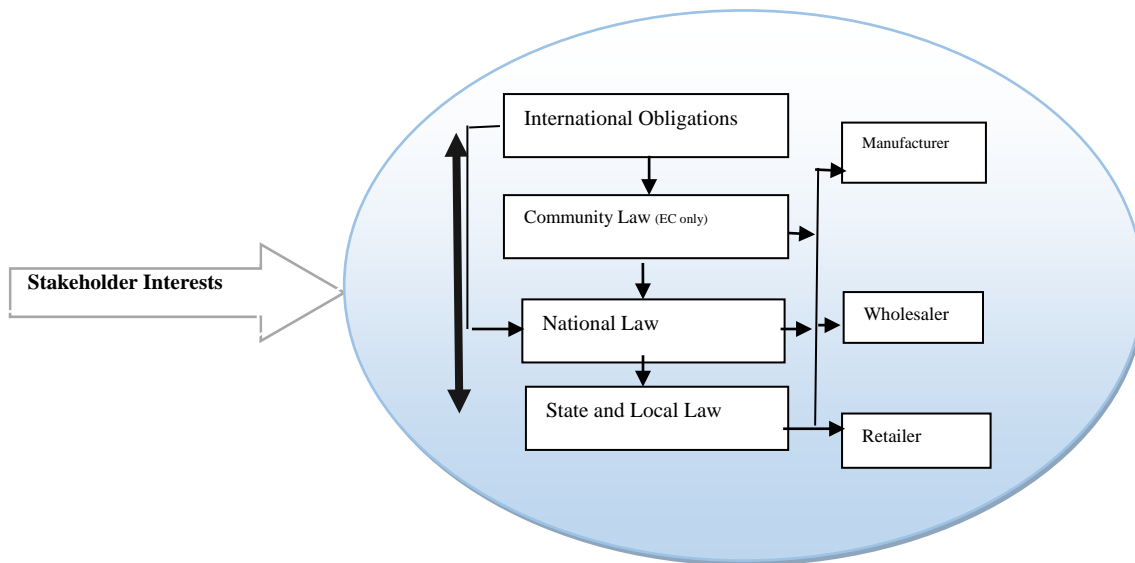 International Obligations
Manufacturer
Community Law (EC only)
Stakeholder Interests
Wholesaler
National Law
State and Local Law
Retailer